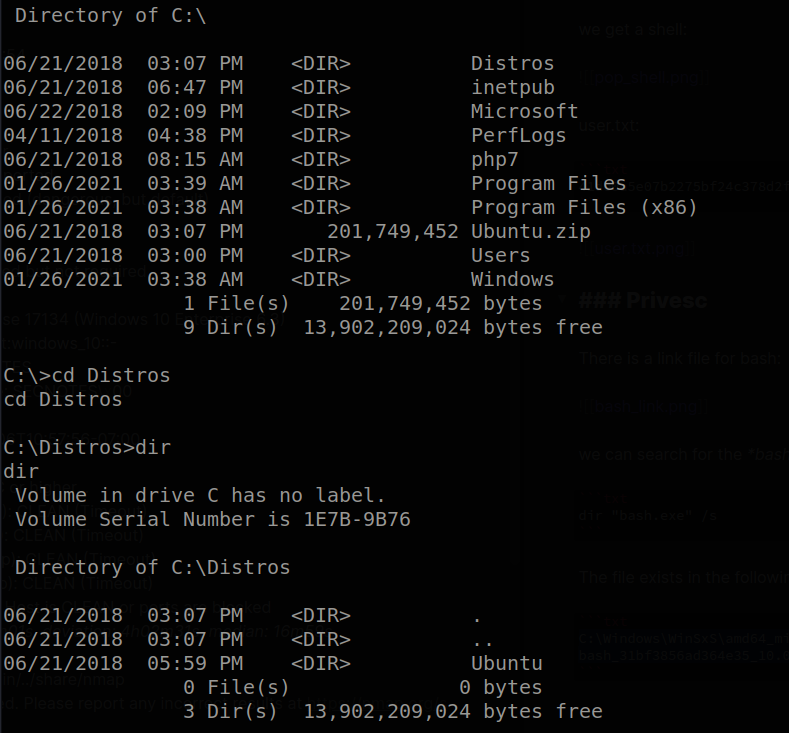 Directory of C:\
06/21/2018  03:07 PM    <DIR>          Distros
06/21/2018  06:47 PM    <DIR>          inetpub
06/22/2018  02:09 PM    <DIR>          Microsoft
04/11/2018  04:38 PM    <DIR>          PerfLogs
06/21/2018  08:15 AM    <DIR>          php7
01/26/2021  03:39 AM    <DIR>          Program Files
01/26/2021  03:38 AM    <DIR>          Program Files (x86)
06/21/2018  03:07 PM       201,749,452 Ubuntu.zip
06/21/2018  03:00 PM    <DIR>          Users
01/26/2021  03:38 AM    <DIR>          Windows
1 File(s)    201,749,452 bytes
9 Dir(s)  13,902,209,024 bytes free
C:\>cd Distros
cd Distros
C:\Distros>dir
dir
Volume in drive C has no label.
Volume Serial Number is 1E7B-9B76
Directory of C:\Distros
06/21/2018  03:07 PM    <DIR>          .
06/21/2018  03:07 PM    <DIR>          ..
06/21/2018  05:59 PM    <DIR>          Ubuntu
0 File(s)              0 bytes
3 Dir(s)  13,902,209,024 bytes free
we get a shell:
user.txt:
### Privesc
There is a link file for bash:
we can search for the "bash
dir "bash.exe" /s
The file exists in the followin